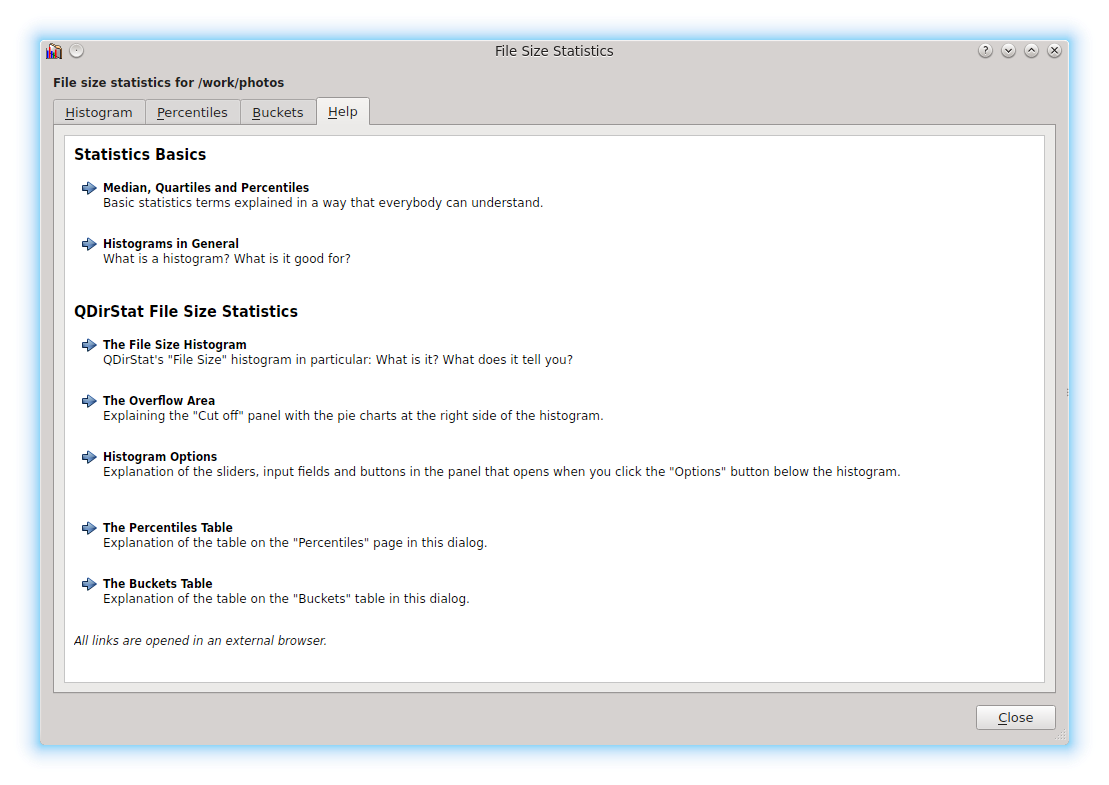 File Size Statistics
File size statistics for /work/photos
Histogram
Percentiles
Buckets
Help
Statistics Basics
Median, Quartiles and Percentiles
Basic statistics terms explained in a way that everybody can understand.
Histograms in General
What is a histogram? What is it good for?
QDirStat File Size Statistics
The File Size Histogram
QDirStat's "File Size" histogram in particular: What is it? What does it tell you?
The Overflow Area
Explaining the "Cut off" panel with the pie charts at the right side of the histogram.
Histogram Options
Explanation of the sliders, input fields and buttons in the panel that opens when you click the "Options" button below the histogram.
The Percentiles Table
Explanation of the table on the "Percentiles" page in this dialog.
The Buckets Table
Explanation of the table on the "Buckets" table in this dialog.
All links are opened in an external browser.
Close